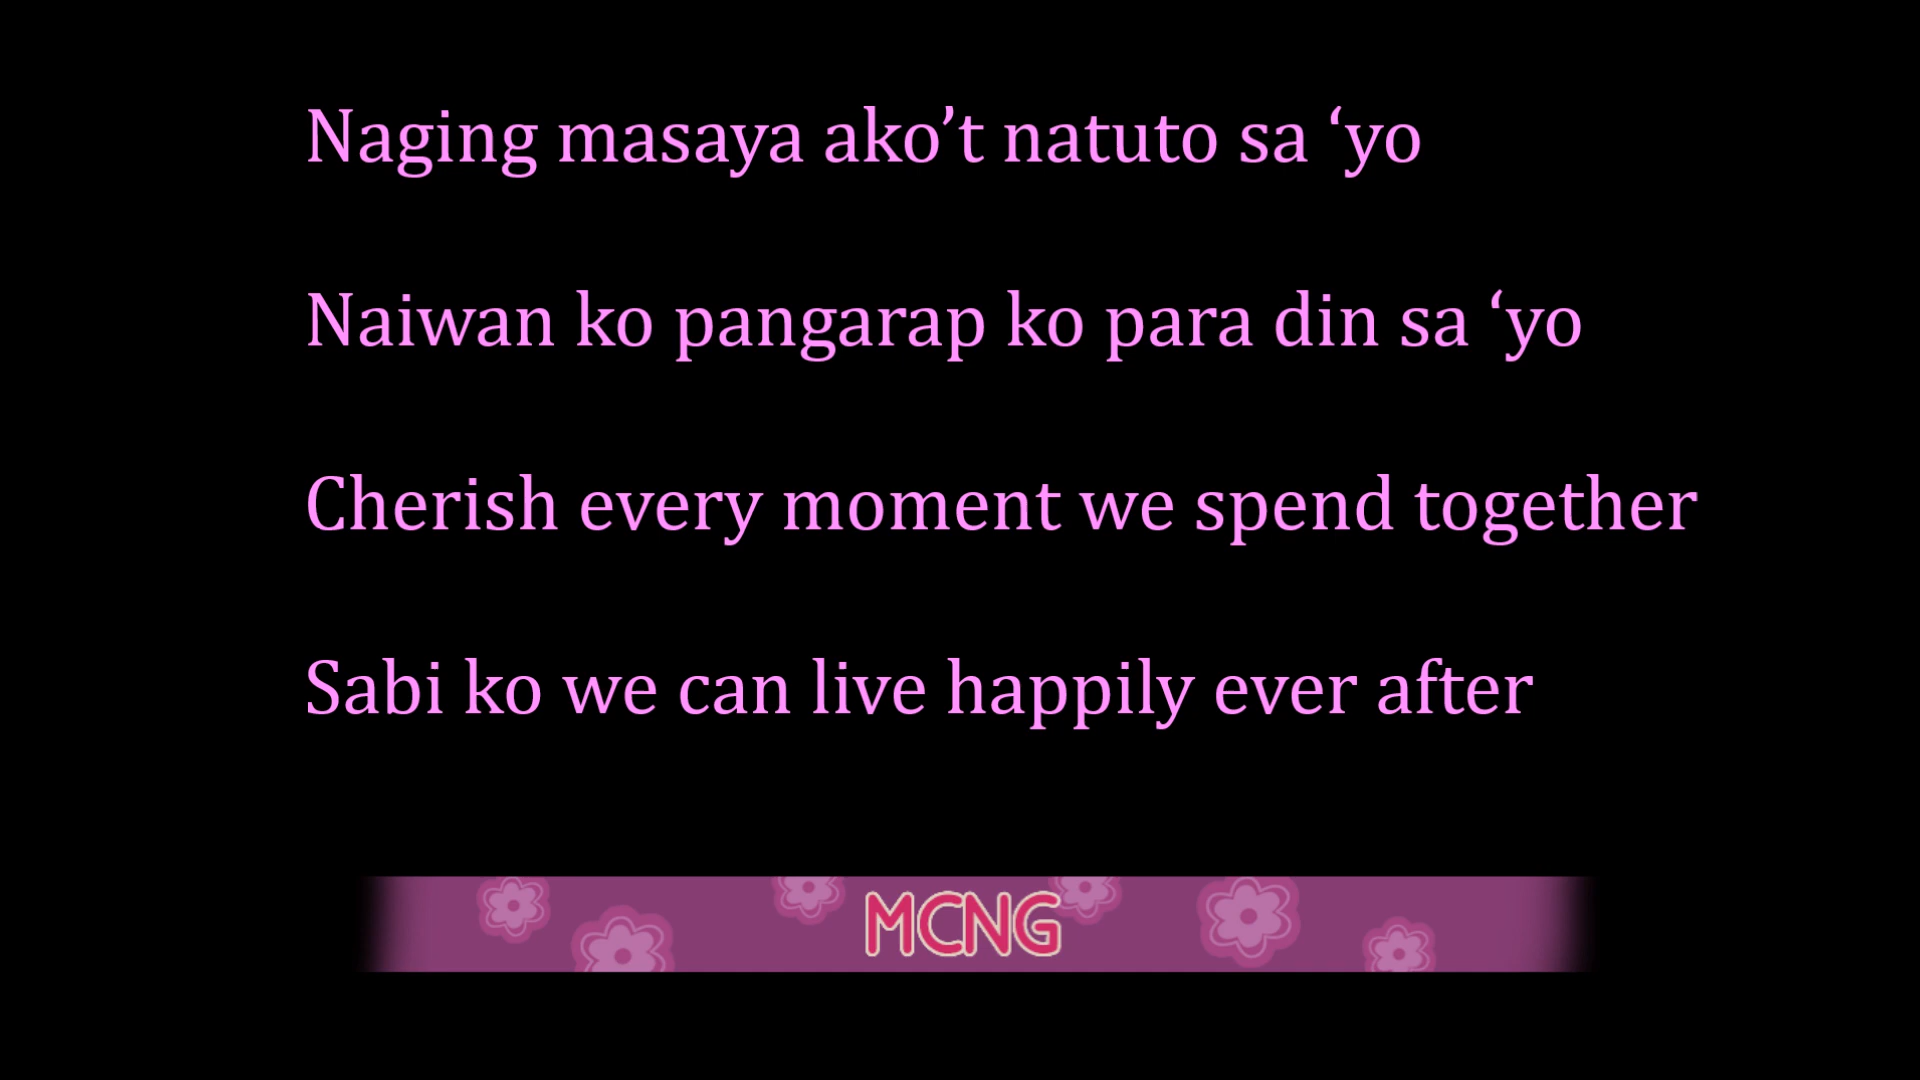 Naging masaya ako’t natuto sa ‘yo
Naiwan ko pangarap ko para din sa ‘yo
Cherish every moment we spend together
Sabi ko we can live happily ever after
MCNG